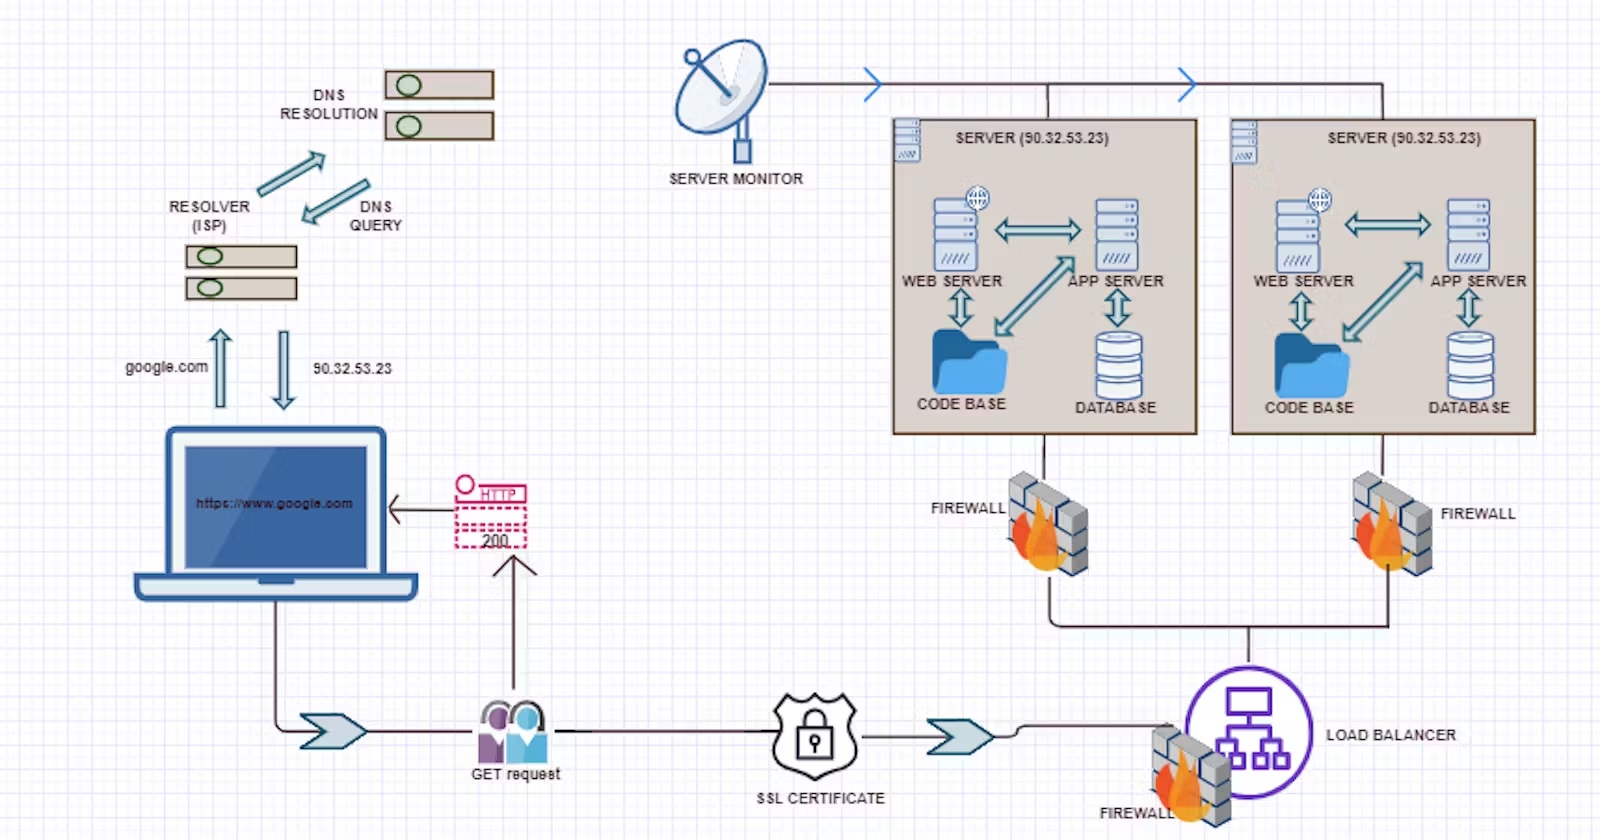 DNS
RESOLUTION
RESOLVER
(ISP)
DNS
QUERY
google.com
90.32.53.23
https://www.google.com
HTTP
200
GET request
SSL CERTIFICATE
SERVER MONITOR
SERVER (90.32.53.23)
WEB SERVER
APP SERVER
CODE BASE
DATABASE
SERVER (90.32.53.23)
WEB SERVER
APP SERVER
CODE BASE
DATABASE
FIREWALL
FIREWALL
LOAD BALANCER
FIREWALL